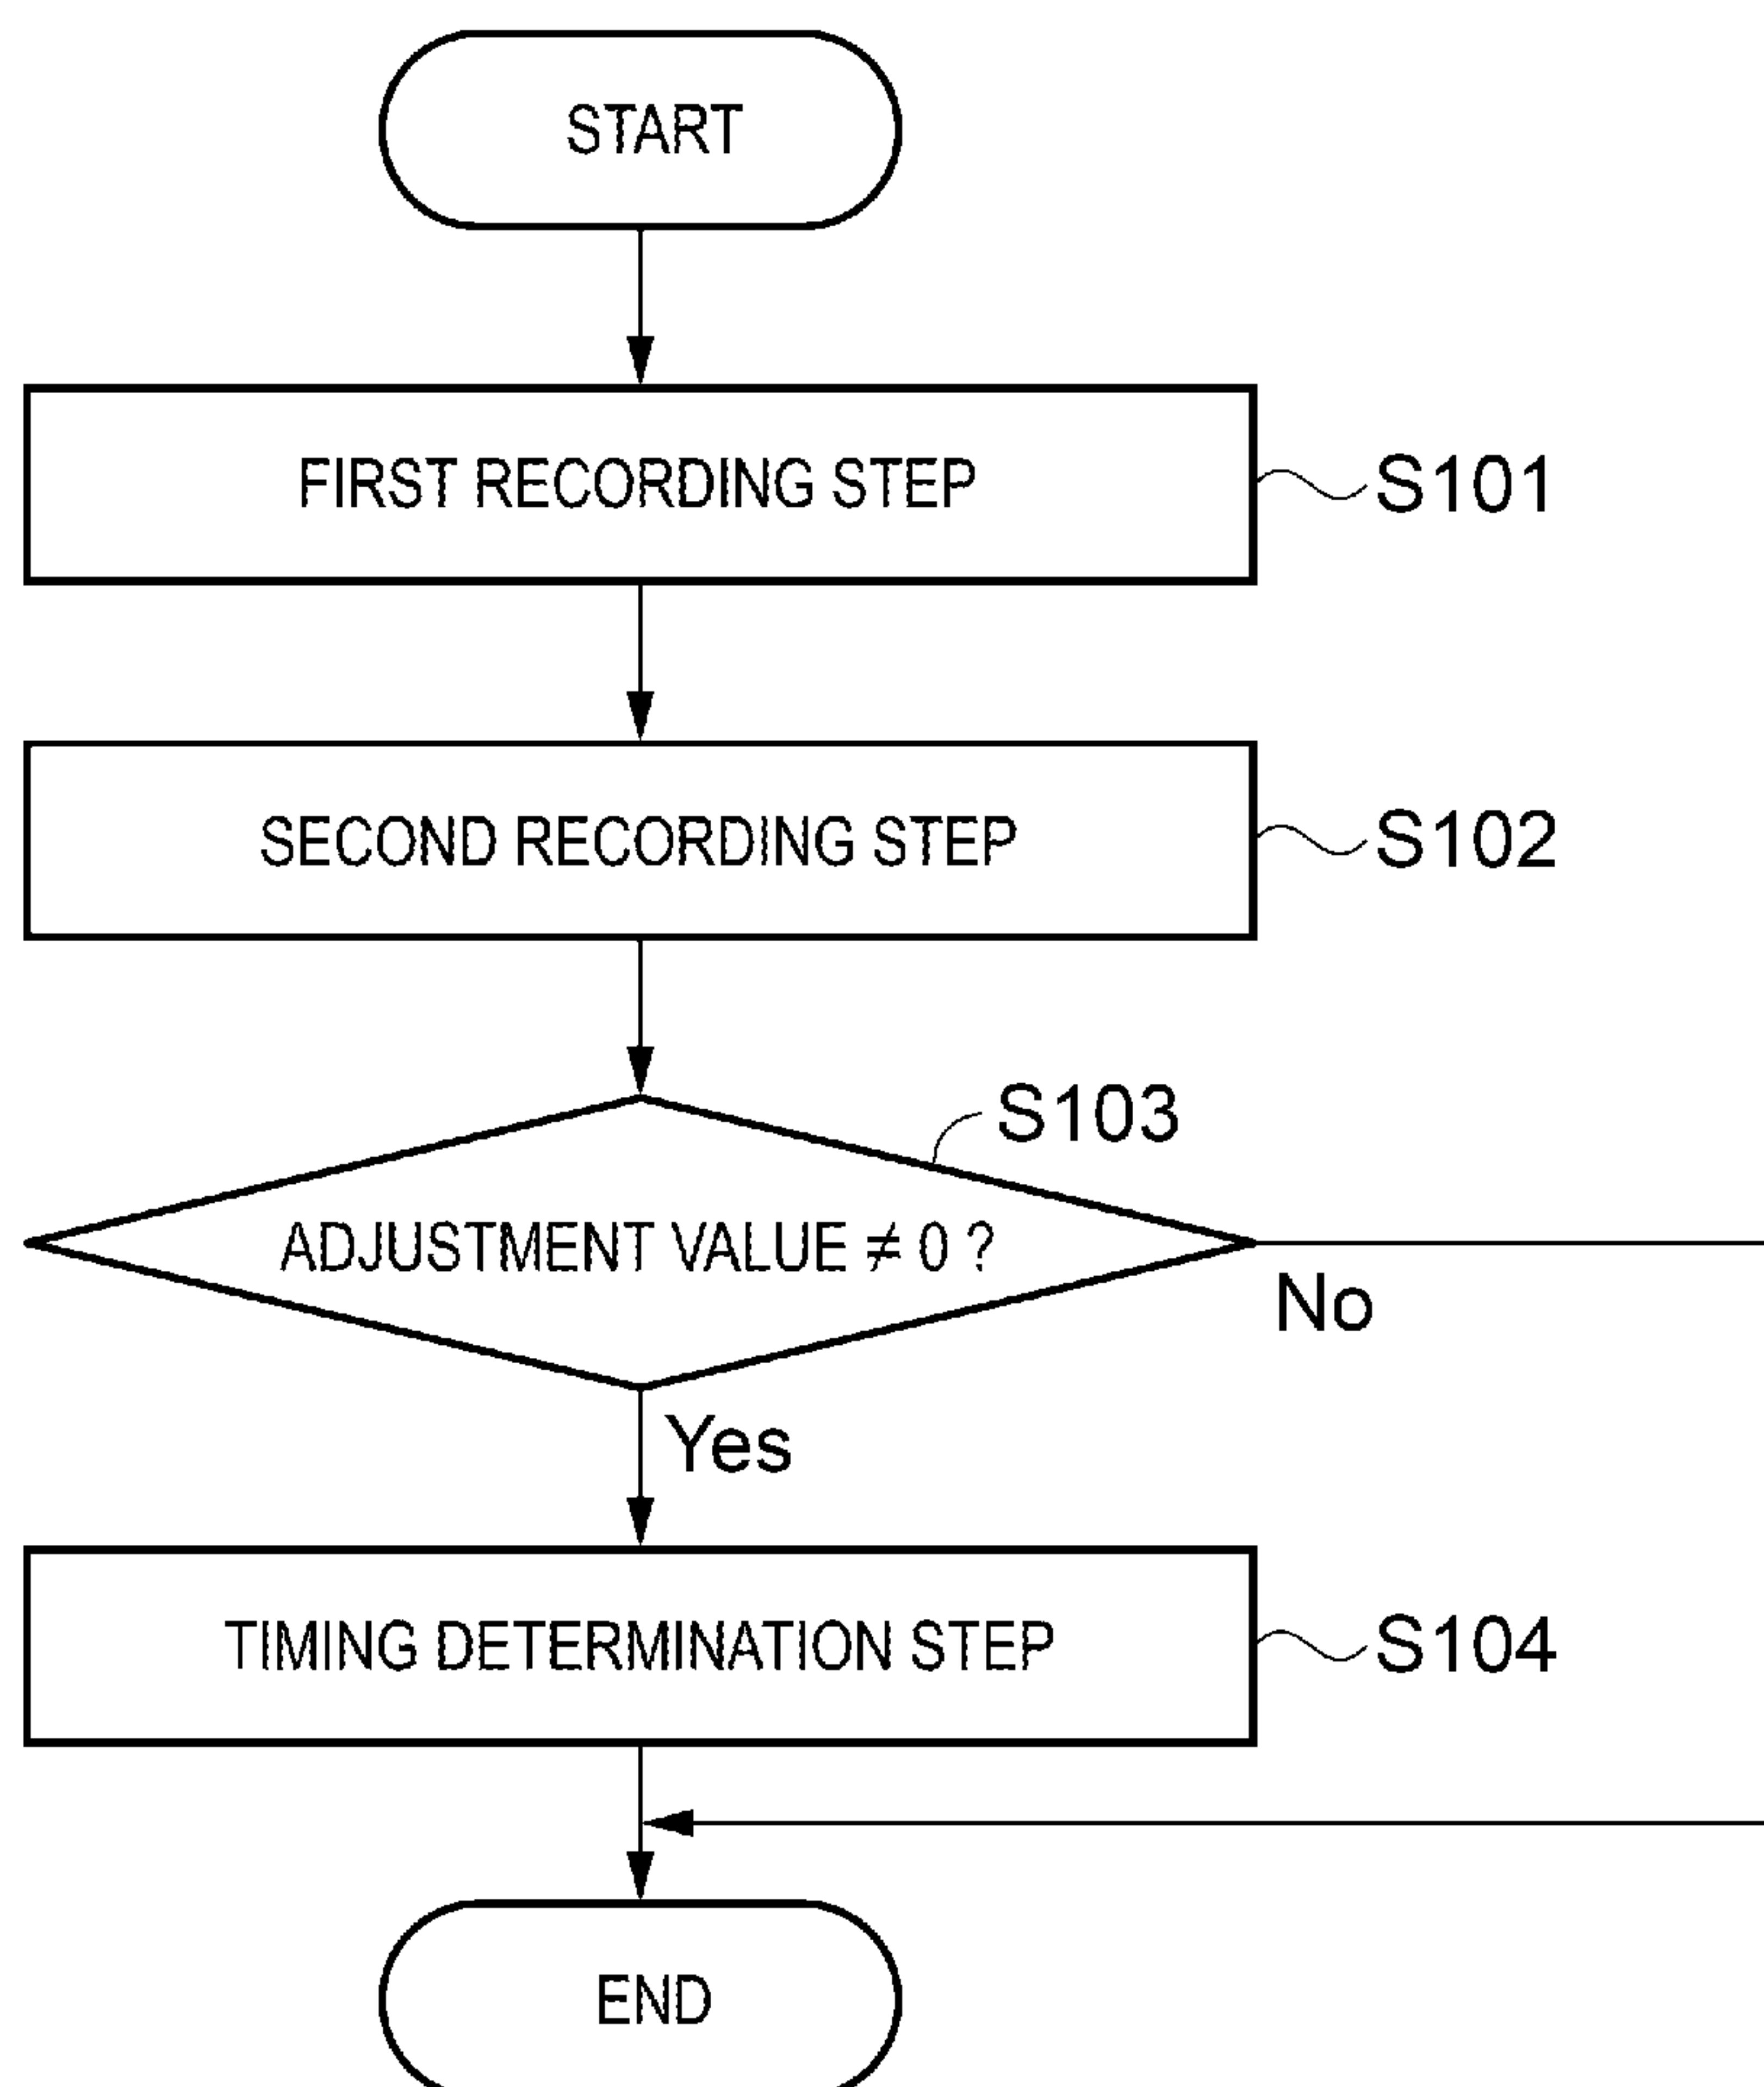 START
FIRST RECORDING STEP
S101
SECOND RECORDING STEP
S102
S103
ADJUSTMENT VALUE ≠ 0 ?
No
Yes
TIMING DETERMINATION STEP
S104
END